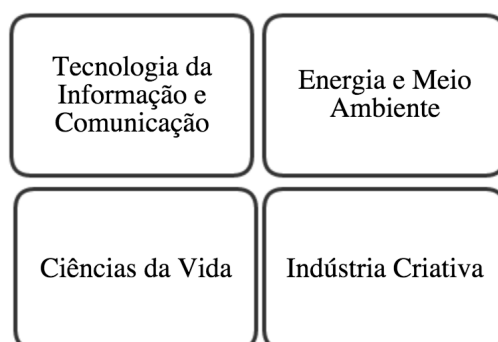 Tecnologia da
Informação e
Comunicação
Energia e Meio
Ambiente
Ciências da Vida
Indústria Criativa